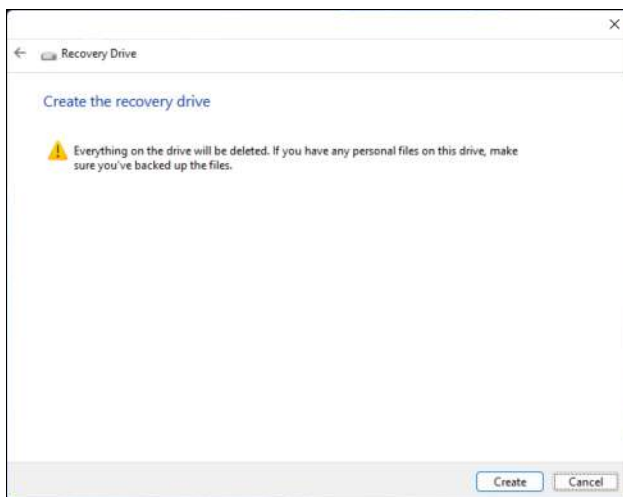 Recovery Drive
Create the recovery drive
Everything on the drive will be deleted. If you have any personal files on this drive, make
sure you've backed up the files.
Create Cancel